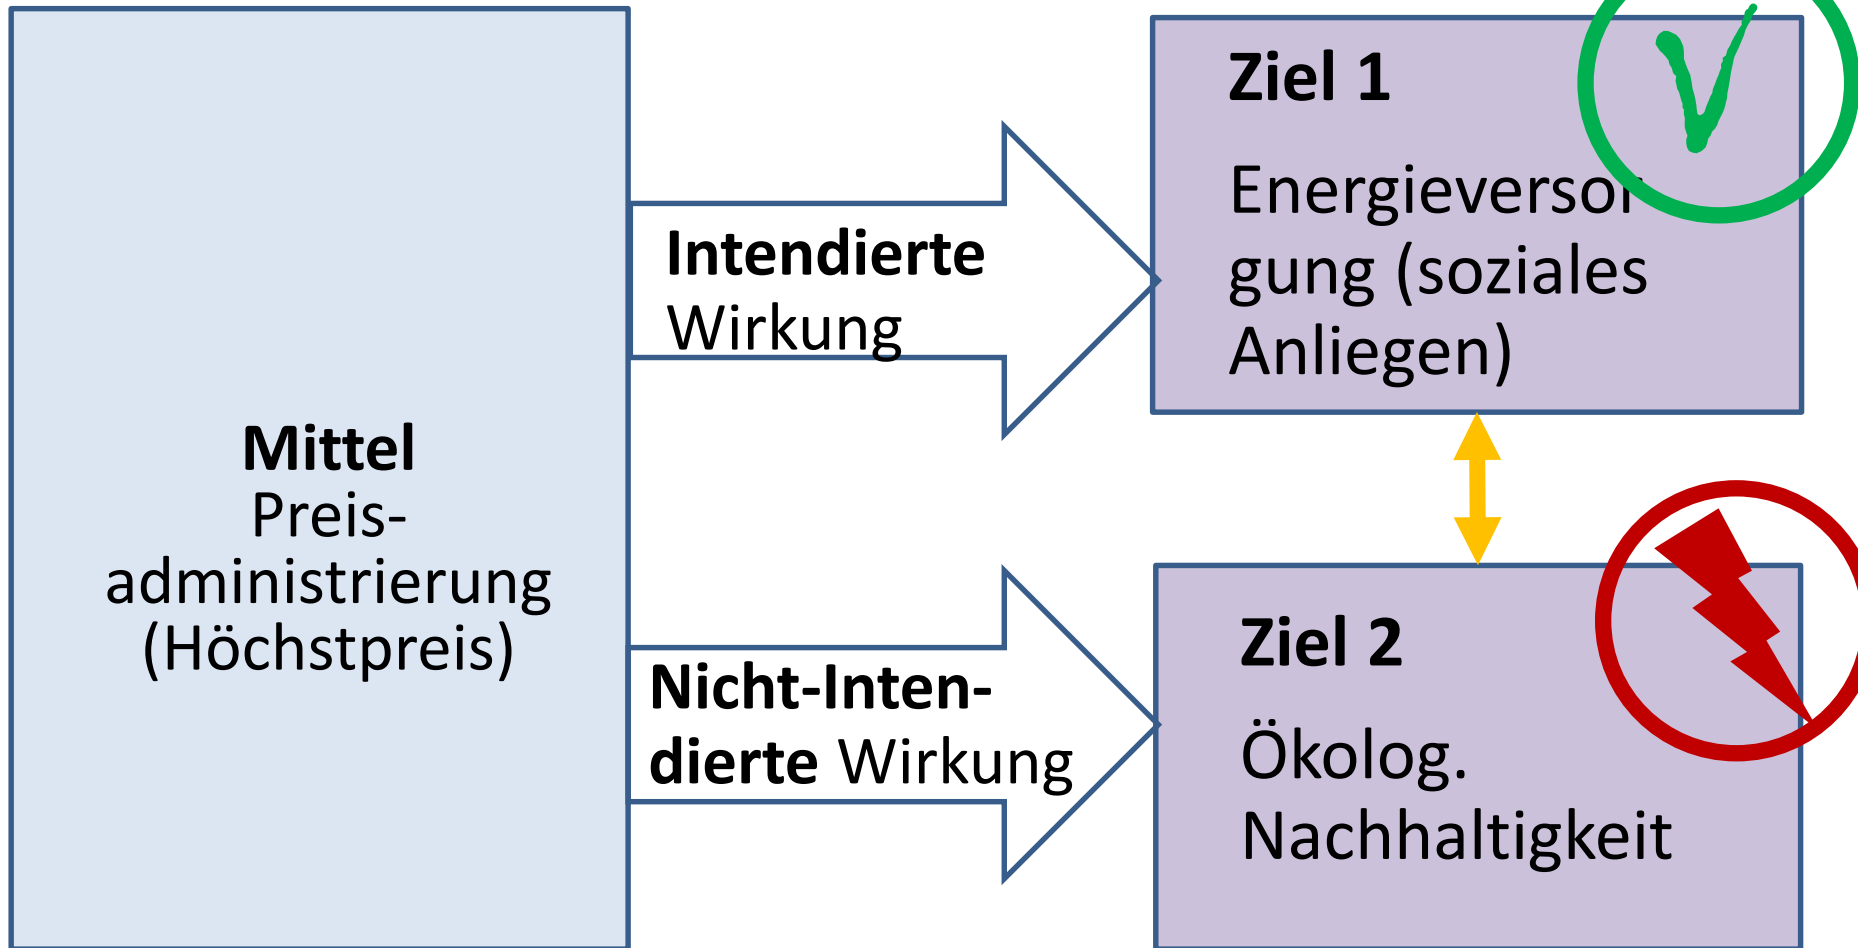 Mittel
Preis-
administrierung
(Höchstpreis)
Intendierte
Wirkung
Nicht-Inten-
dierte Wirkung
Ziel 1
Energieversor
gung (soziales
Anliegen)
Ziel 2
Ökolog.
Nachhaltigkeit